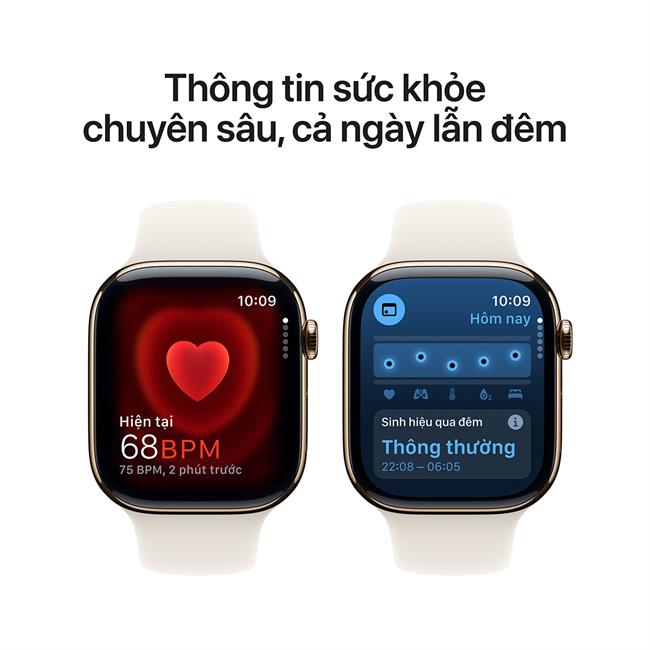 Thông tin sức khỏe
chuyên sâu, cả ngày lẫn đêm
10:09
Hiện tại
68BPM
75 BPM, 2 phút trước
10:09
Hôm nay
O2
Sinh hiệu qua đêm
i
Thông thường
22:08 – 06:05